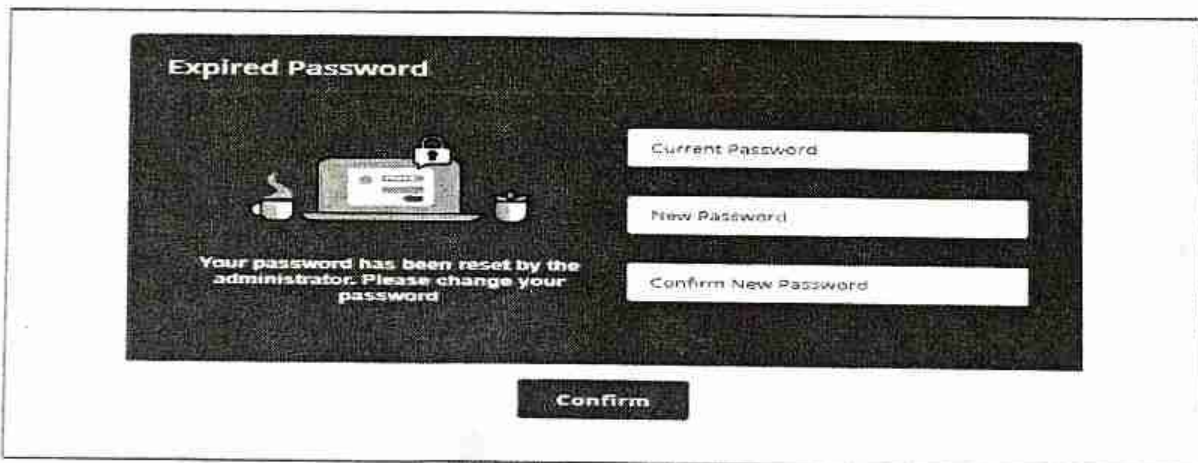 Expired Password
Your password has been reset by the
administrator. Please change your
password
Current Password
New Password
Confirm New Password
Confirm